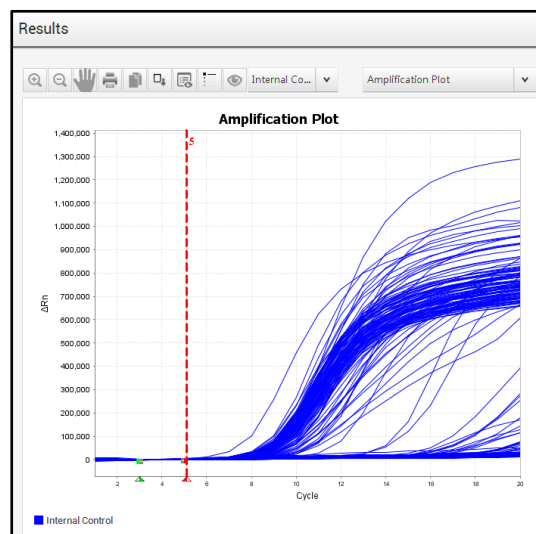 Results
Internal Co...
Amplification Plot
Amplification Plot
5
1,400,000
1,300,000
1,200,000
1,100,000
1,000,000
900,000
800,000
700,000
600,000
500,000
400,000
300,000
200,000
100,000
0
ΔRn
2 4 6 8 10 12 14 16 18 20
Cycle
Internal Control